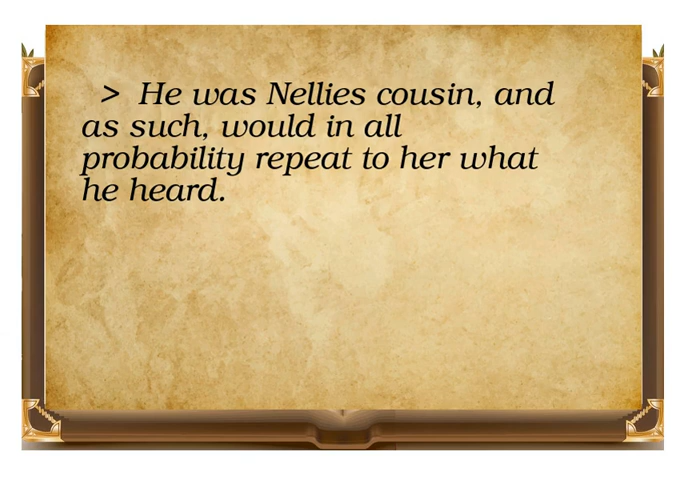 > He was Nellies cousin, and
as such, would in all
probability repeat to her what
he heard.